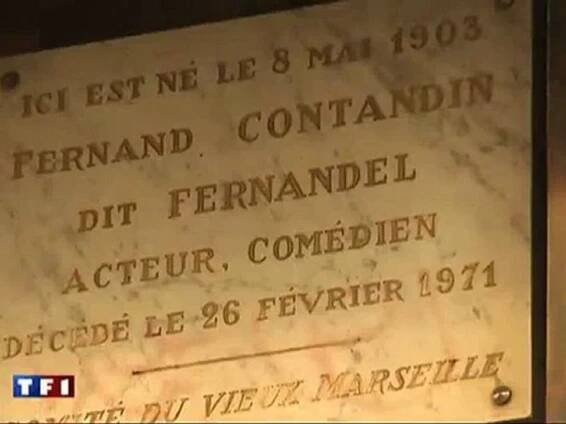 ICI EST NÉ LE 8 MAI 1903
FERNAND CONTANDIN
DIT FERNANDEL
ACTEUR, COMÉDIEN
DÉCÉDÉ LE 26 FÉVRIER 1971
DU VIEUX MARSEILLE
TF1